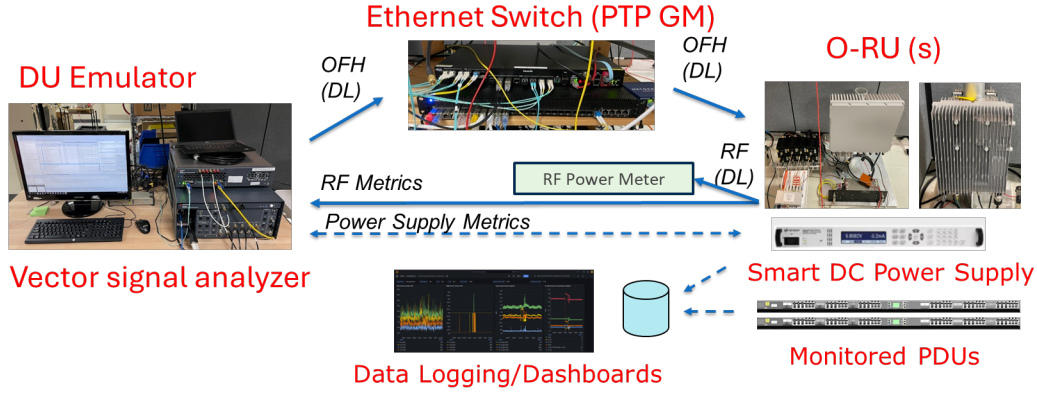 Ethernet Switch (PTP GM)
DU Emulator
OFH
(DL)
OFH
(DL)
O-RU (s)
RF
(DL)
RF Power Meter
RF Metrics
Power Supply Metrics
Vector signal analyzer
Smart DC Power Supply
Monitored PDUs
Data Logging/Dashboards